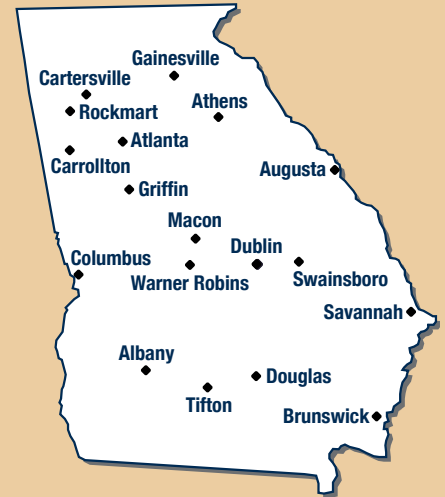 Gainesville
Cartersville
Athens
Rockmart
Atlanta
Carrollton
Augusta
Griffin
Macon
Dublin
Columbus
Warner Robins
Swainsboro
Savannah
Albany
Douglas
Tifton
Brunswick